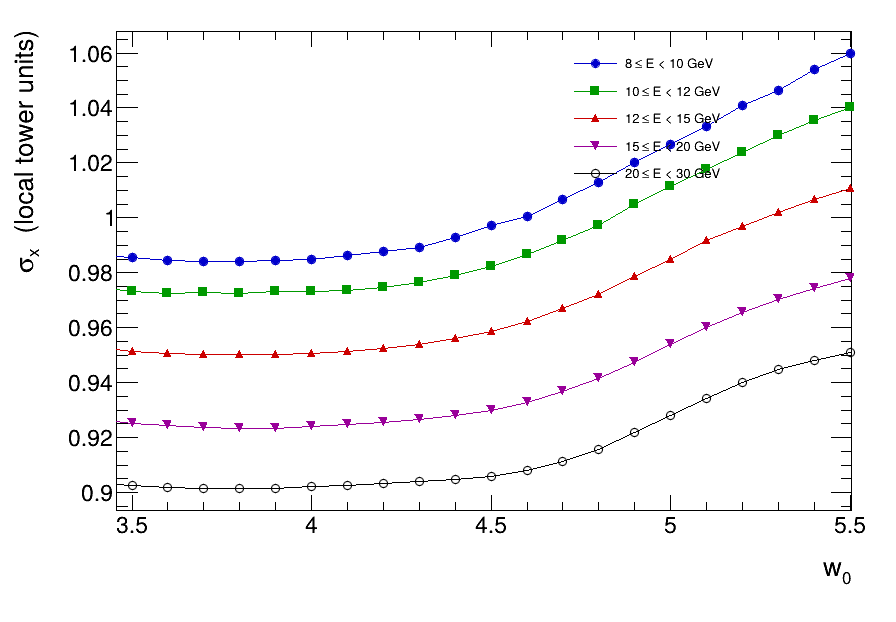 σx (local tower units)
1.06
1.04
1.02
1
0.98
0.96
0.94
0.92
0.9
8 ≤ E < 10 GeV
10 ≤ E < 12 GeV
12 ≤ E < 15 GeV
15 ≤ E < 20 GeV
20 ≤ E < 30 GeV
3.5 4 4.5 5 5.5
w0